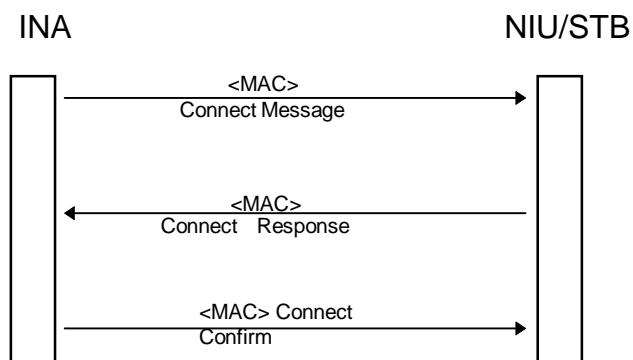 INA NIU/STB
<MAC>
Connect Message
<MAC>
Connect Response
<MAC> Connect
Confirm